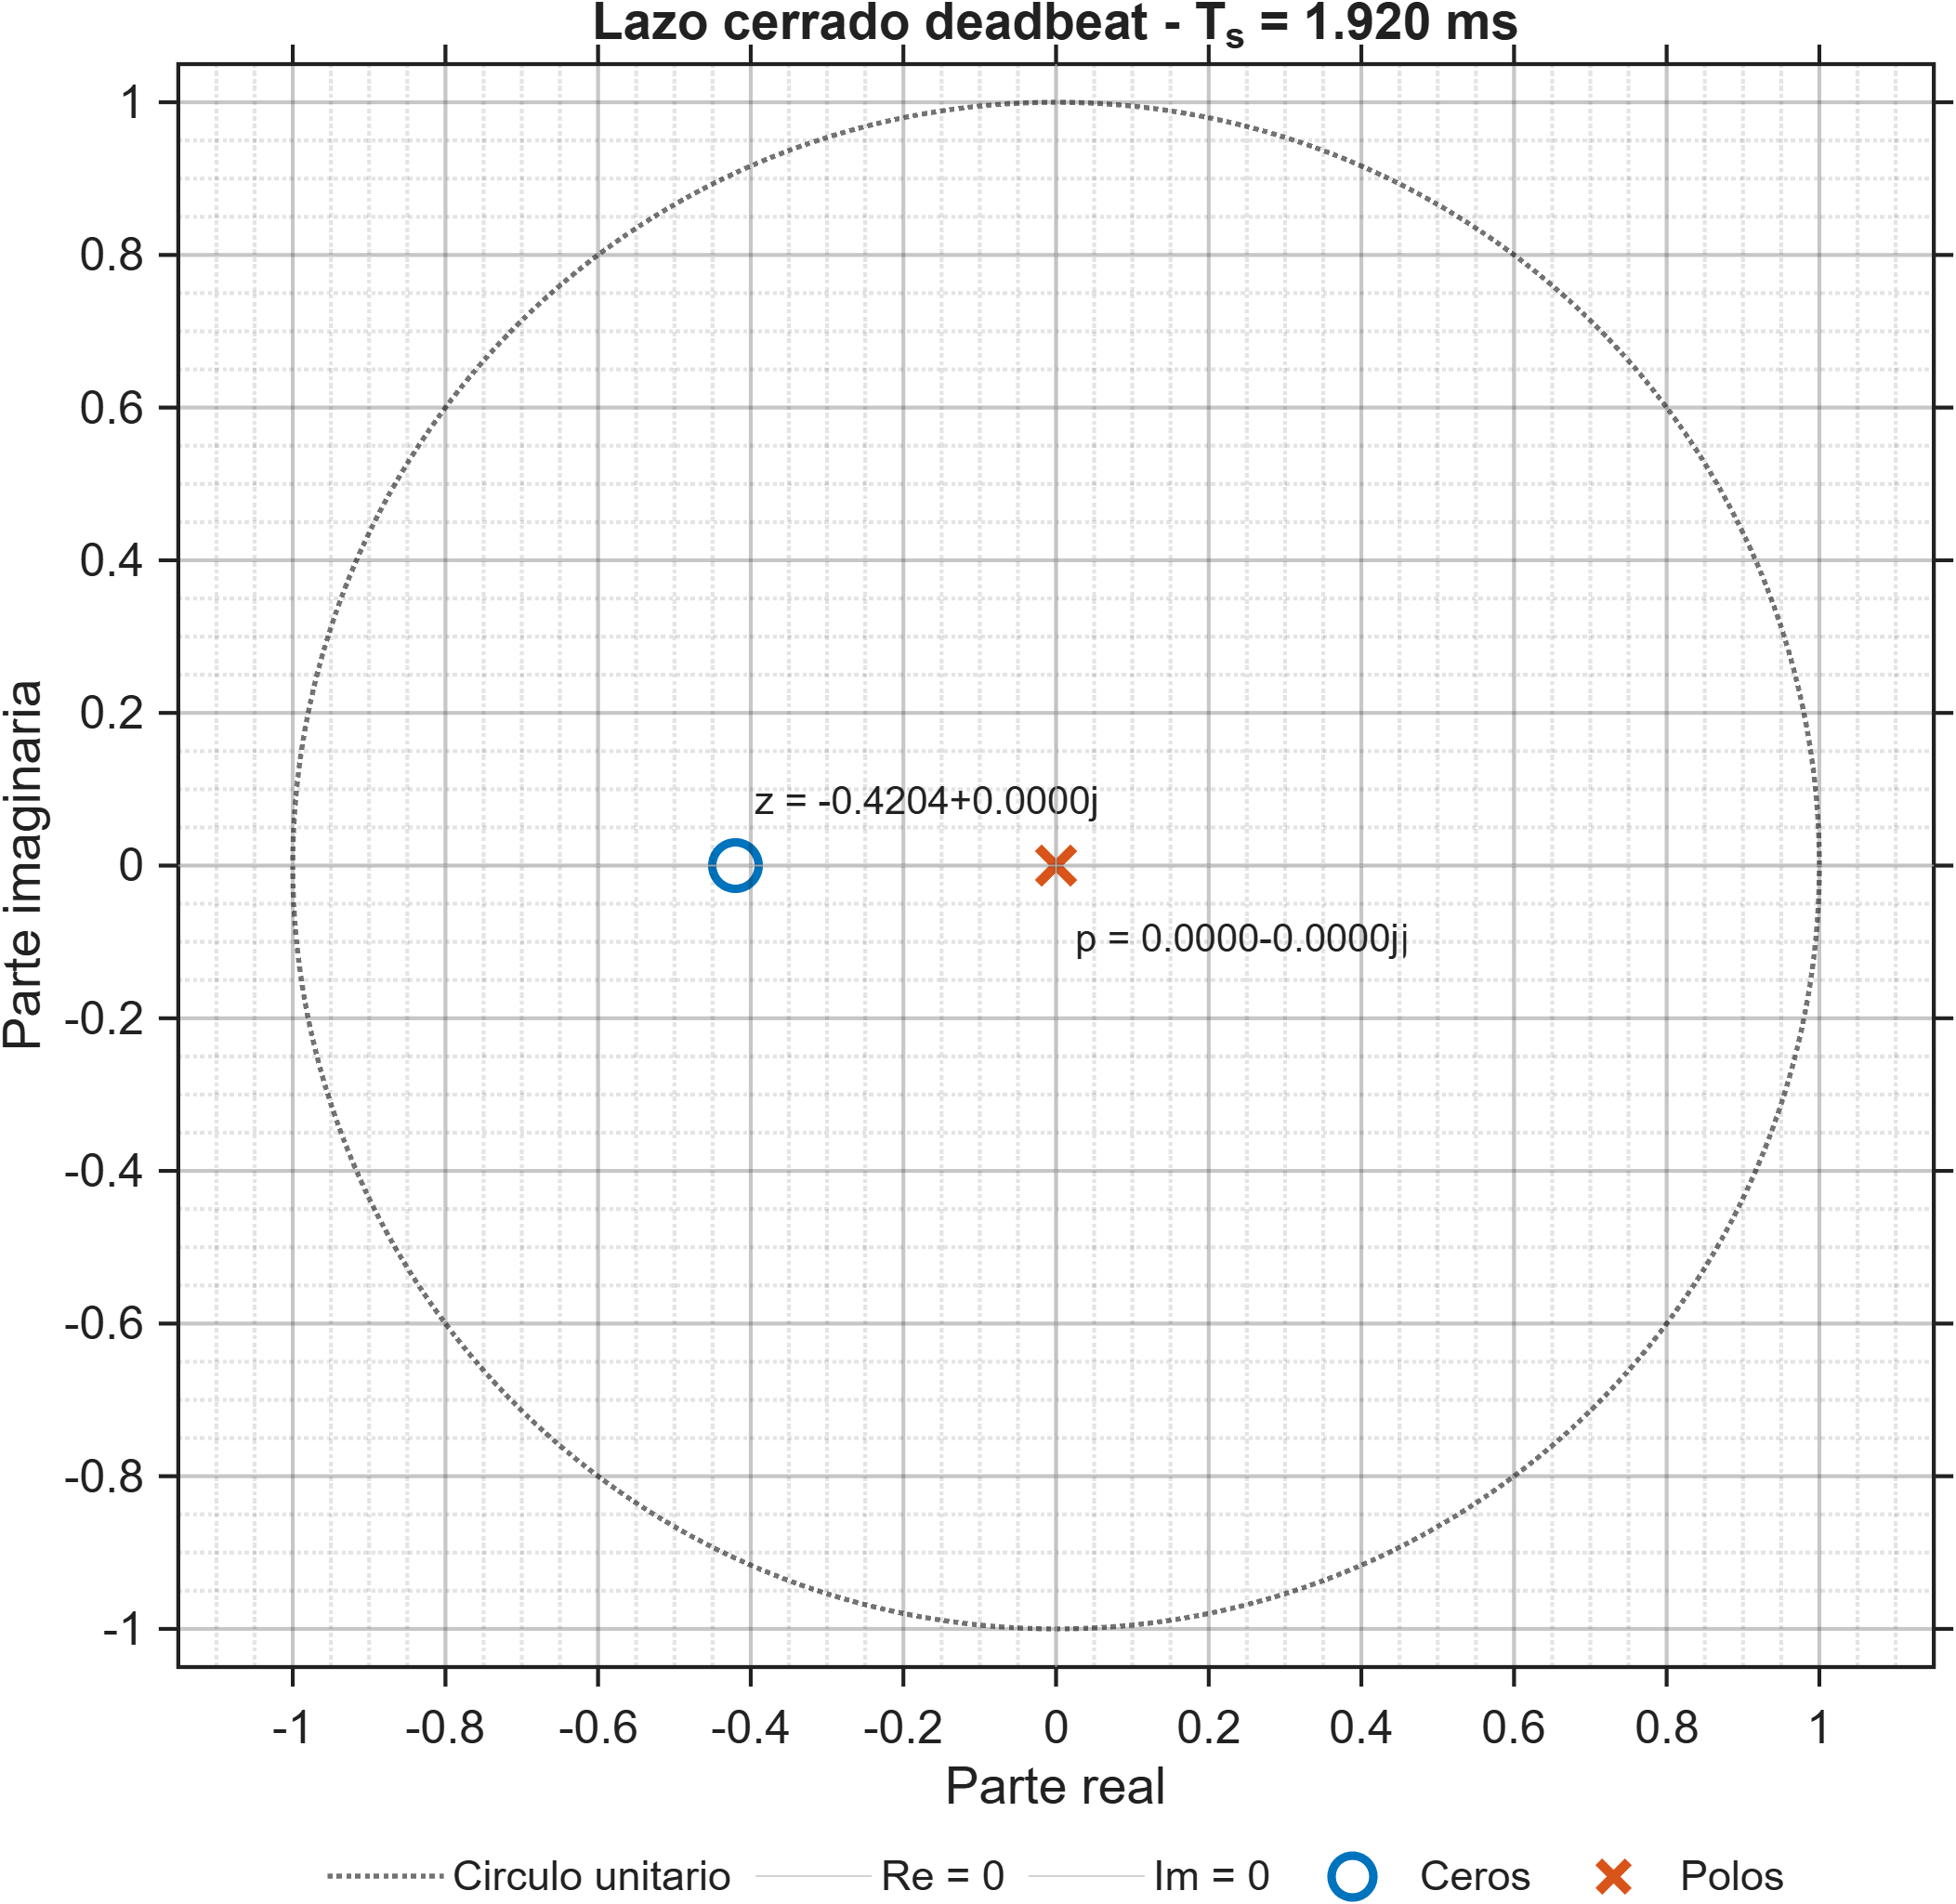 Lazo cerrado deadbeat - Ts = 1.920 ms
1
0.8
0.6
0.4
0.2
0
-0.2
-0.4
-0.6
-0.8
-1
Parte imaginaria
z = -0.4204+0.0000j
p = 0.0000-0.0000jj
-1 -0.8 -0.6 -0.4 -0.2 0 0.2 0.4 0.6 0.8 1
Parte real
Circulo unitario Re = 0 Im = 0 Ceros Polos